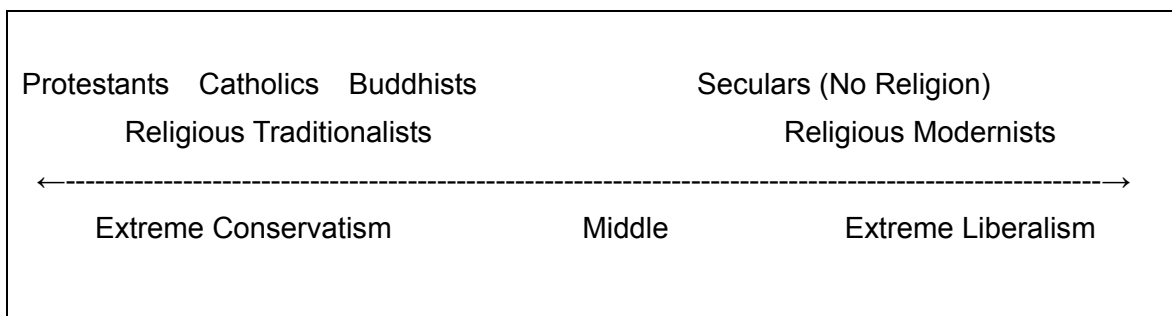 Protestants Catholics Buddhists Seculars (No Religion)
Religious Traditionalists Religious Modernists
←---------------------------------------------------------------------------------------------------------------→
Extreme Conservatism Middle Extreme Liberalism